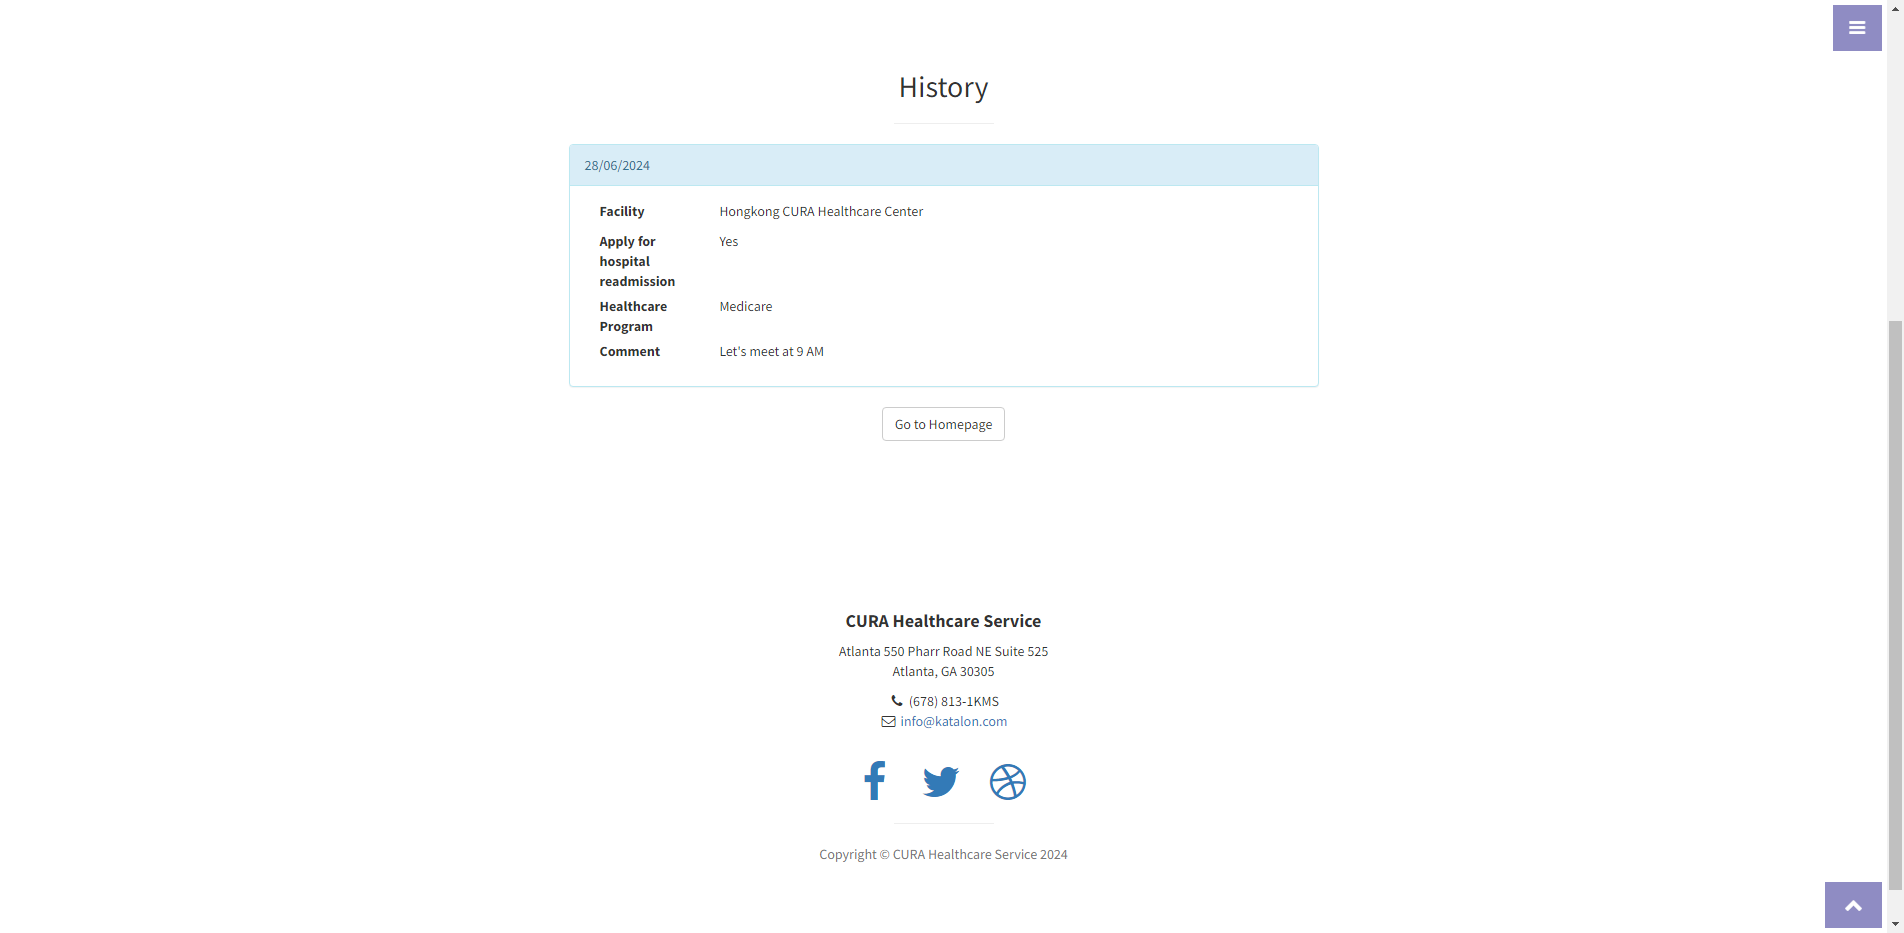 History
28/06/2024
Facility Hongkong CURA Healthcare Center
Apply for Yes
hospital
readmission
Healthcare Medicare
Program
Comment Let's meet at 9 AM
Go to Homepage
CURA Healthcare Service
Atlanta 550 Pharr Road NE Suite 525
Atlanta, GA 30305
(678) 813-1KMS
info@katalon.com
Copyright © CURA Healthcare Service 2024